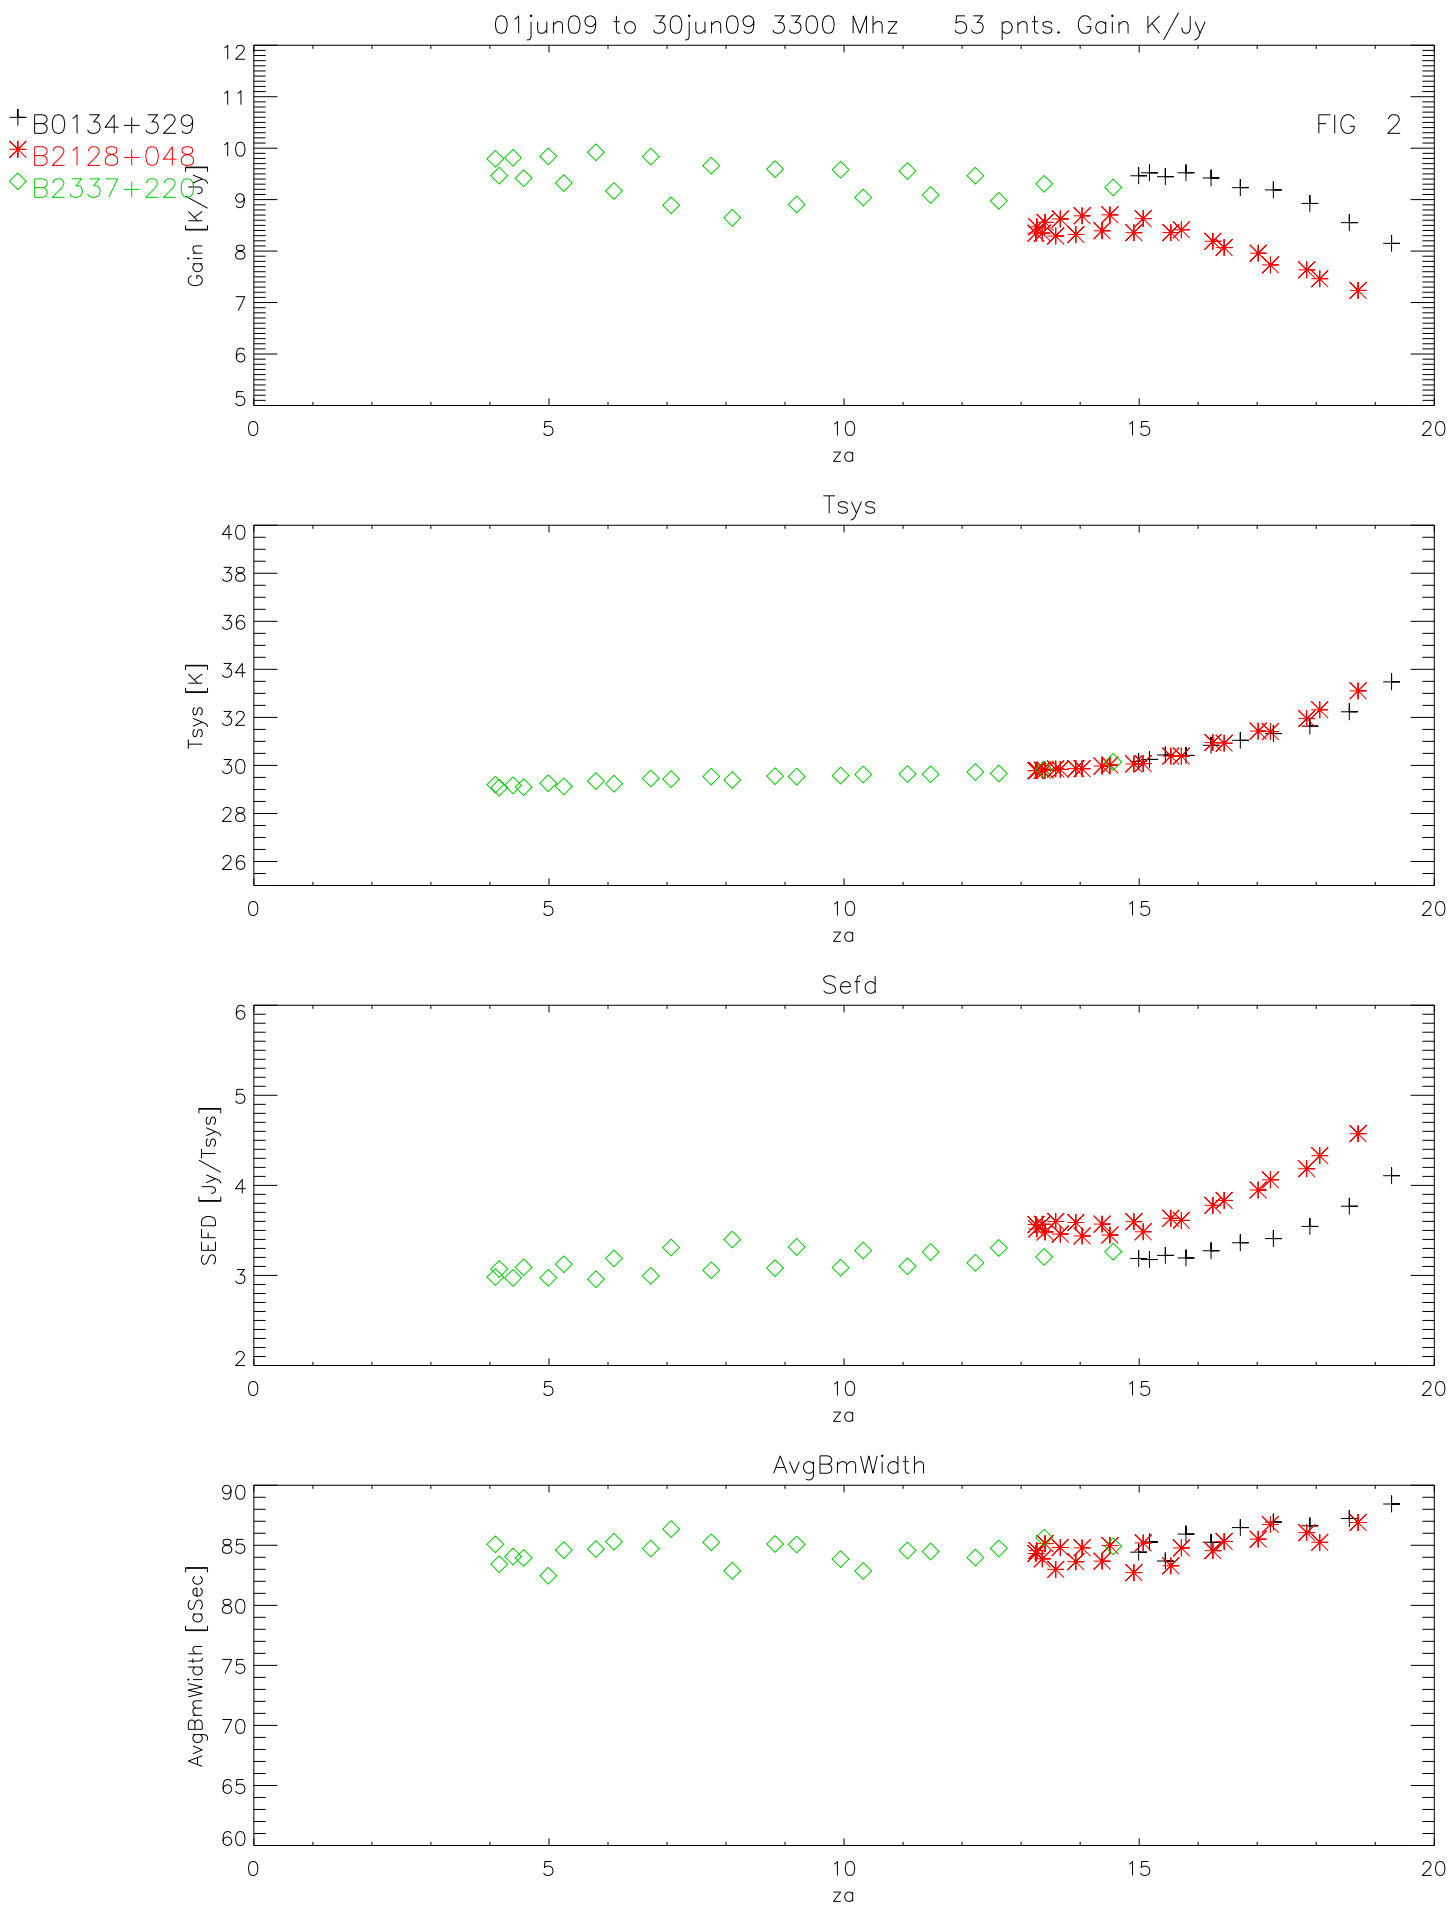 01jun09 to 30jun09 3300 Mhz 53 pnts. Gain K/Jy
B0134+329
B2128+048
B2337+220
FIG 2
12
11
10
9
8
7
6
5
Gain [K/Jy]
0 5 10 15 20
za
Tsys
40
38
36
34
32
30
28
26
Tsys [K]
0 5 10 15 20
za
Sefd
6
5
4
3
2
SEFD [Jy/Tsys]
0 5 10 15 20
za
AvgBmWidth
90
85
80
75
70
65
60
AvgBmWidth [aSec]
0 5 10 15 20
za